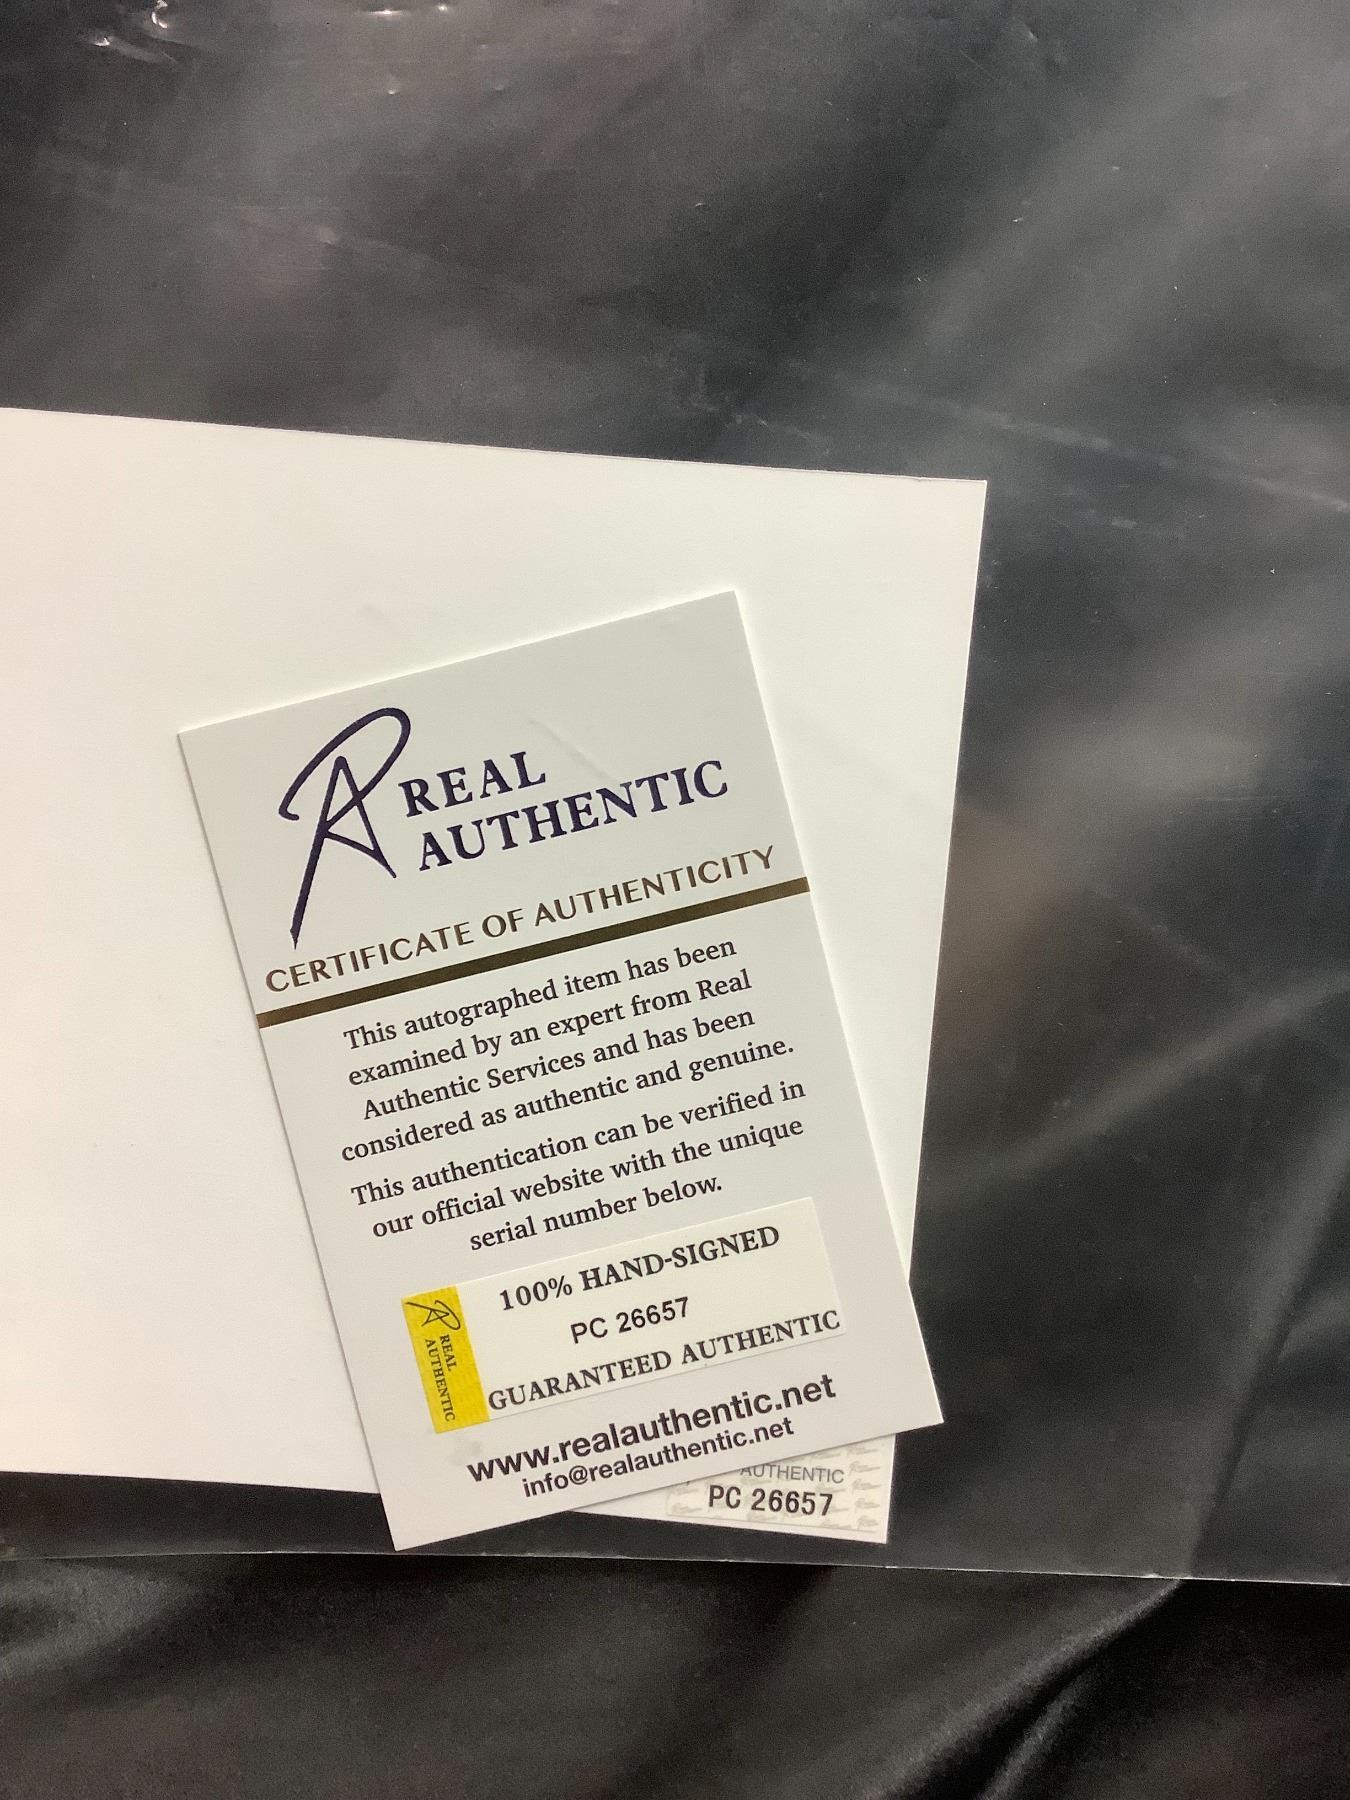 REAL
AUTHENTIC
CERTIFICATE OF AUTHENTICITY
This autographed item has been
examined by an expert from Real
Authentic Services and has been
considered as authentic and genuine.
This authentication can be verified in
our official website with the unique
serial number below.
REAL
AUTHENTIC
100% HAND-SIGNED
PC 26657
GUARANTEED AUTHENTIC
www.realauthentic.net
info@realauthentic.net
AUTHENTIC
PC 26657